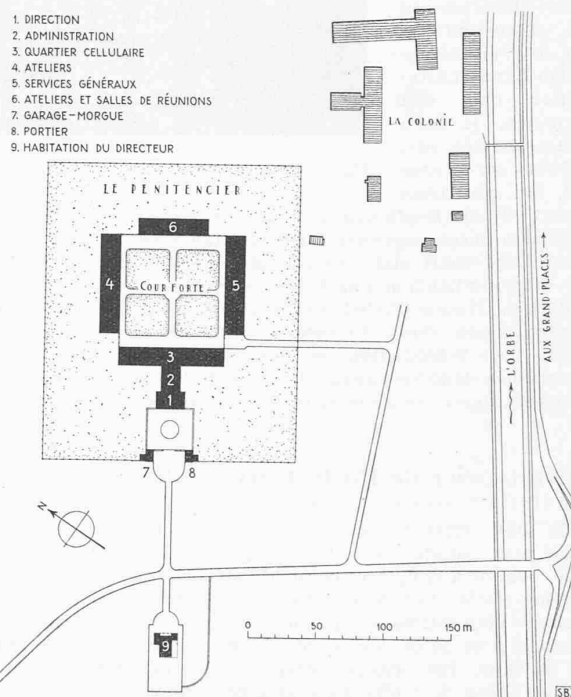 1. DIRECTION
2. ADMINISTRATION
3. QUARTIER CELLULAIRE
4. ATELIERS
5. SERVICES GÉNÉRAUX
6. ATELIERS ET SALLES DE RÉUNIONS
7. GARAGE-MORGUE
8. PORTIER
9. HABITATION DU DIRECTEUR
LA COLONIE
LE PENITENCIER
6
4
COUR FORTE
5
3
2
1
7
8
L'ORBE
AUX GRAND PLACES
N
0 50 100 150 m
9
SB